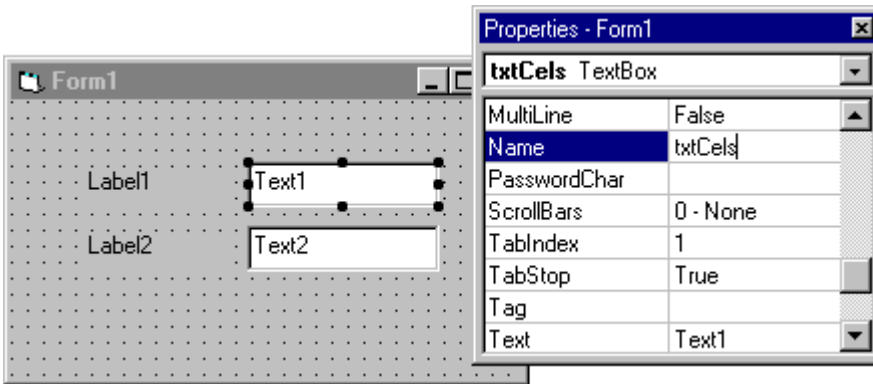 Form1
Label1 Text1
Label2 Text2
Properties - Form1
txtCels TextBox
MultiLine False
Name txtCels
PasswordChar
ScrollBars 0 - None
TabIndex 1
TabStop True
Tag
Text Text1